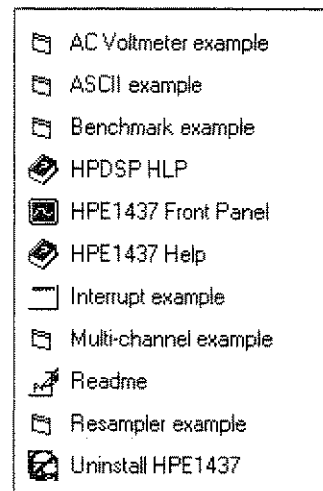 AC Voltmeter example
ASCII example
Benchmark example
HPDSP HLP
HPE1437 Front Panel
HPE1437 Help
Interrupt example
Multi-channel example
Readme
Resampler example
Uninstall HPE1437